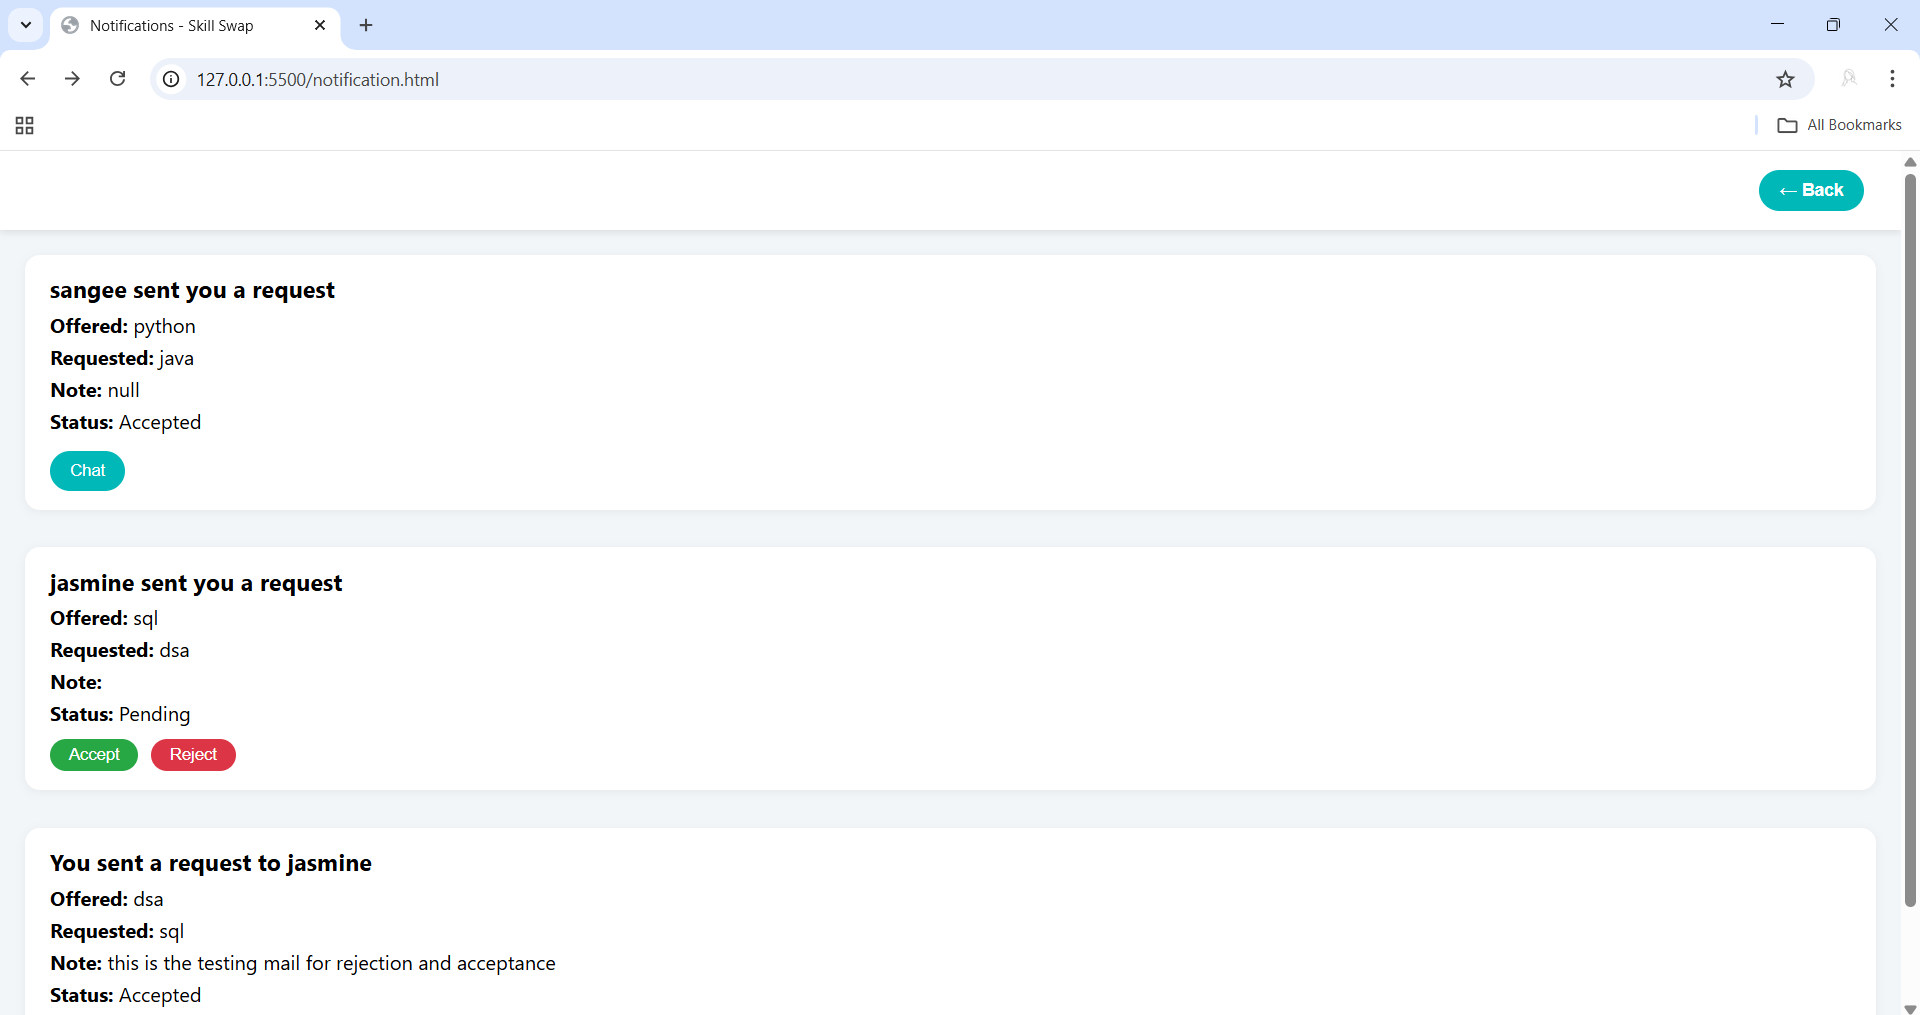 Notifications - Skill Swap
127.0.0.1:5500/notification.html
All Bookmarks
← Back
sangee sent you a request
Offered: python
Requested: java
Note: null
Status: Accepted
Chat
jasmine sent you a request
Offered: sql
Requested: dsa
Note:
Status: Pending
Accept Reject
You sent a request to jasmine
Offered: dsa
Requested: sql
Note: this is the testing mail for rejection and acceptance
Status: Accepted